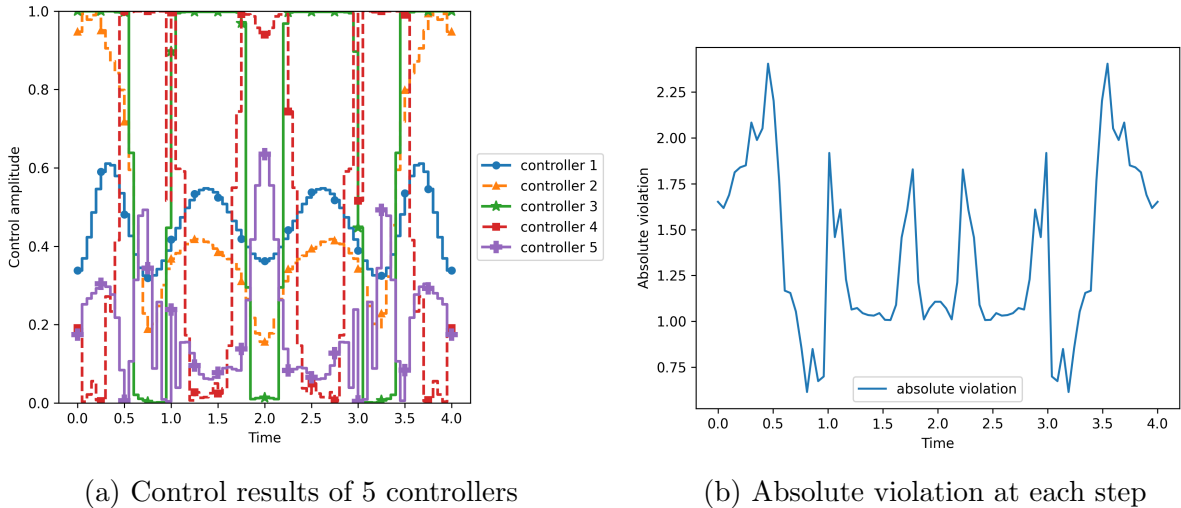 1.0
0.8
0.6
0.4
0.2
0.0
Control amplitude
0.0 0.5 1.0 1.5 2.0 2.5 3.0 3.5 4.0
Time
controller 1
controller 2
controller 3
controller 4
controller 5
(a) Control results of 5 controllers
2.25
2.00
1.75
1.50
1.25
1.00
0.75
Absolute violation
absolute violation
0.0 0.5 1.0 1.5 2.0 2.5 3.0 3.5 4.0
Time
(b) Absolute violation at each step